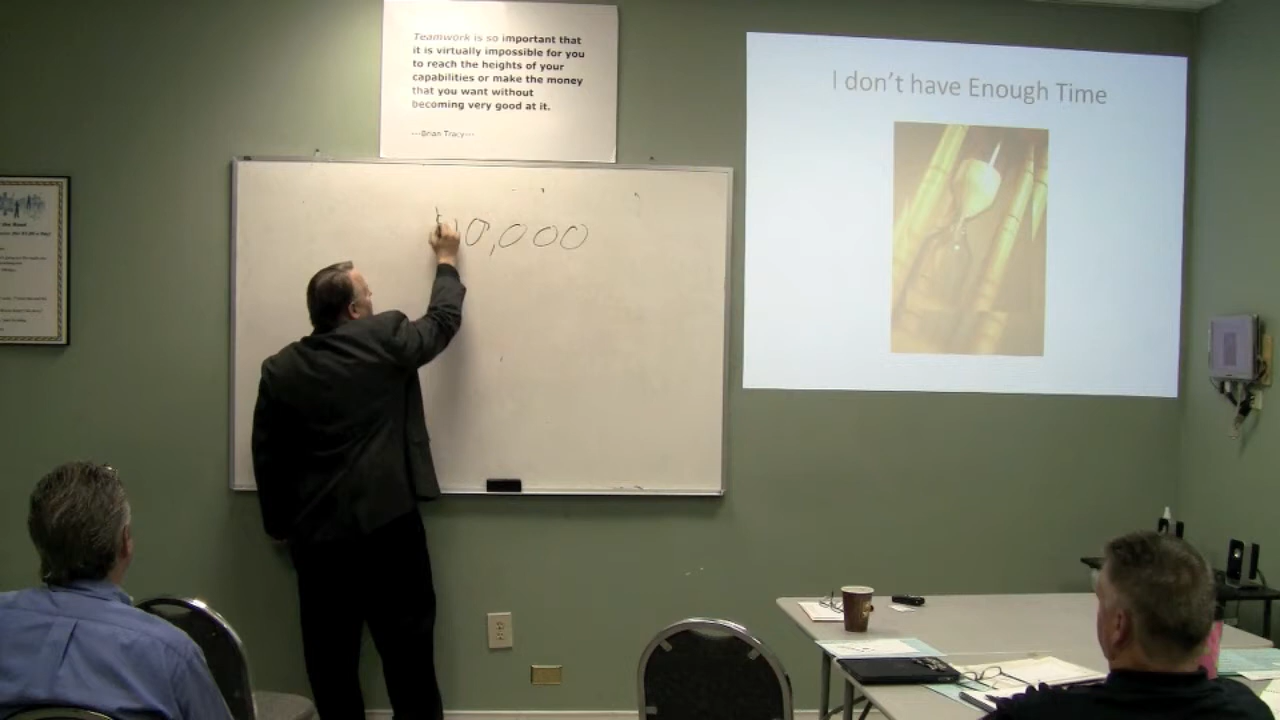 Teamwork is so important that
it is virtually impossible for you
to reach the heights of your
capabilities or make the money
that you want without
becoming very good at it.
---Brian Tracy---
I don't have Enough Time
0,000